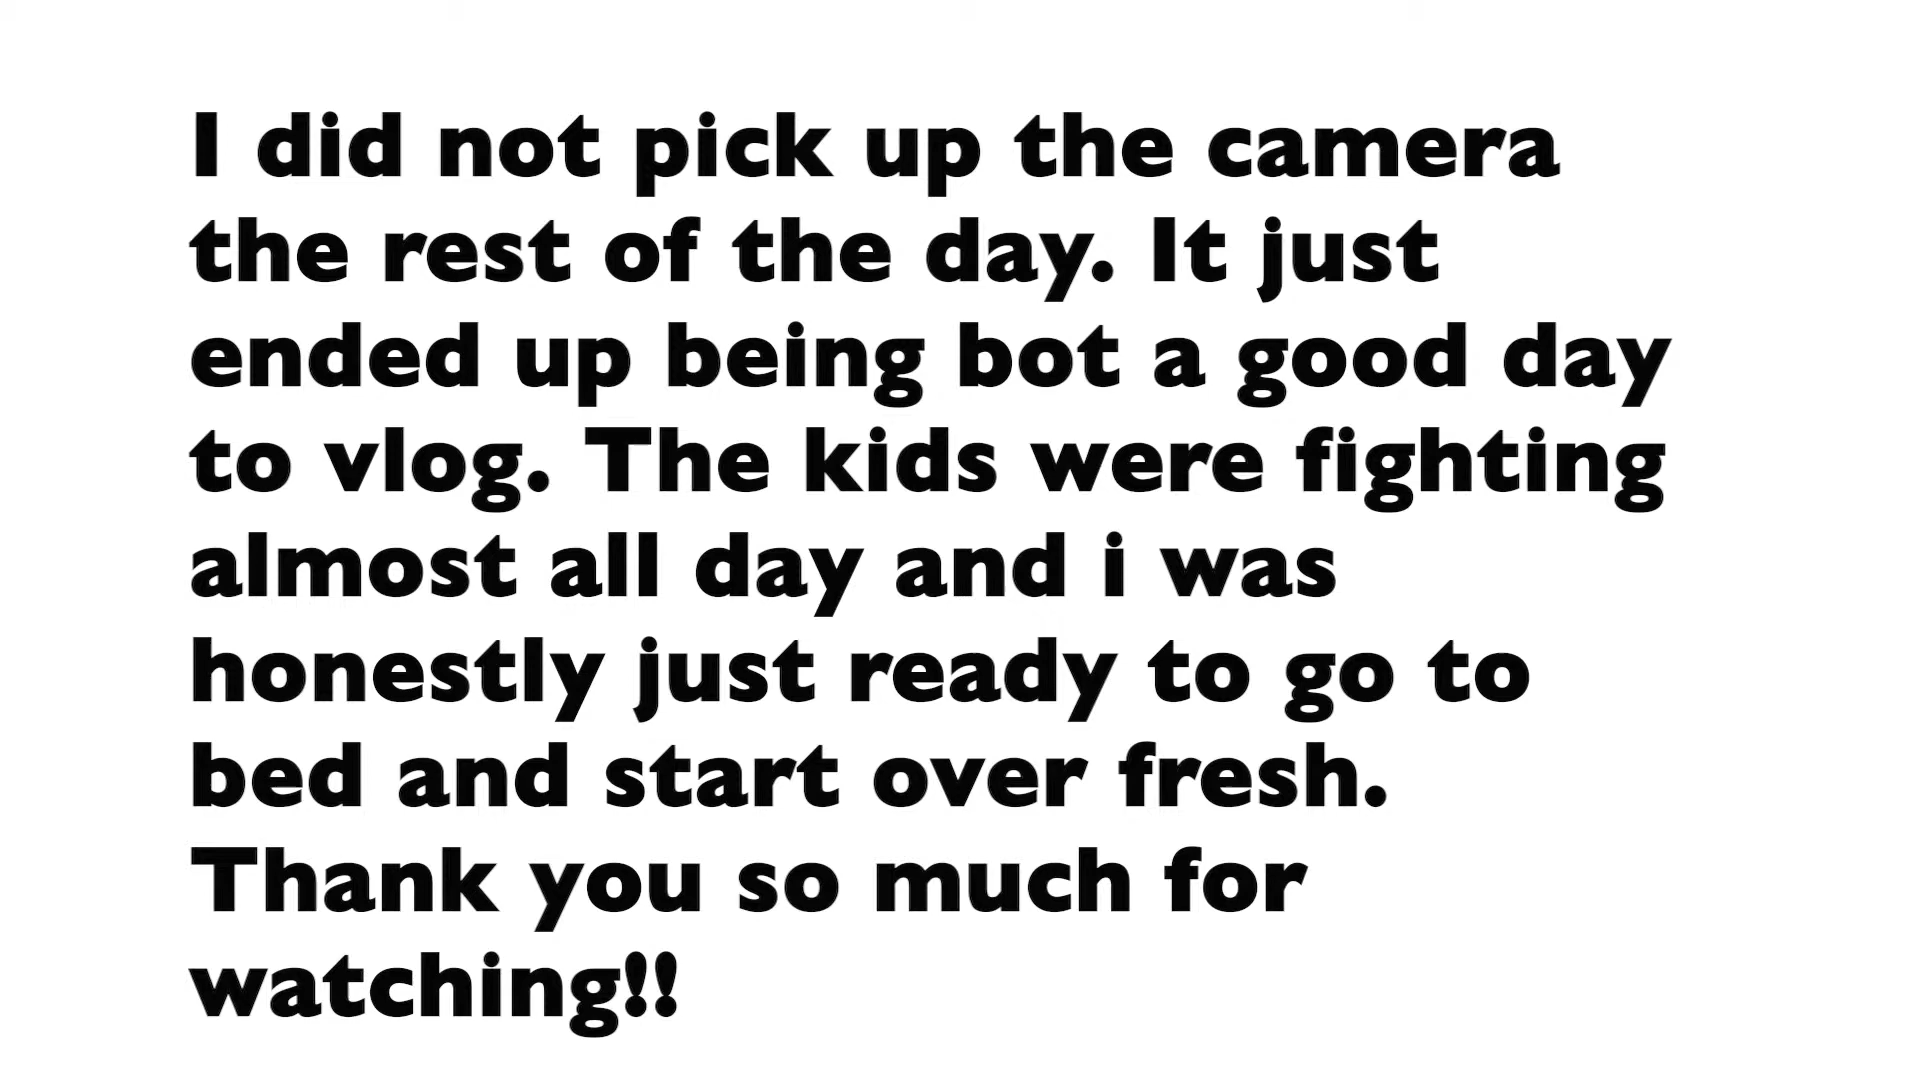 I did not pick up the camera
the rest of the day. It just
ended up being bot a good day
to vlog. The kids were fighting
almost all day and i was
honestly just ready to go to
bed and start over fresh.
Thank you so much for
watching!!